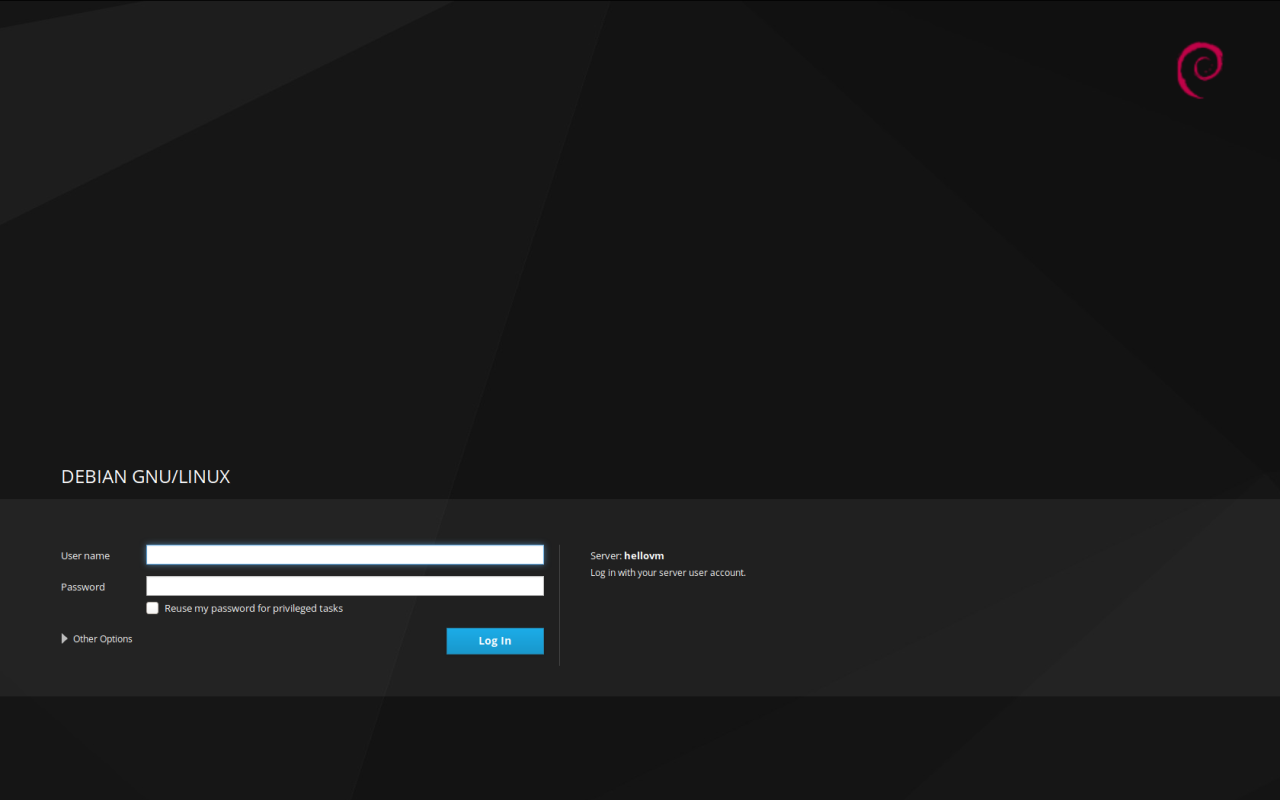 DEBIAN GNU/LINUX
User name
Password
Reuse my password for privileged tasks
Other Options
Log In
Server: hellovm
Log in with your server user account.